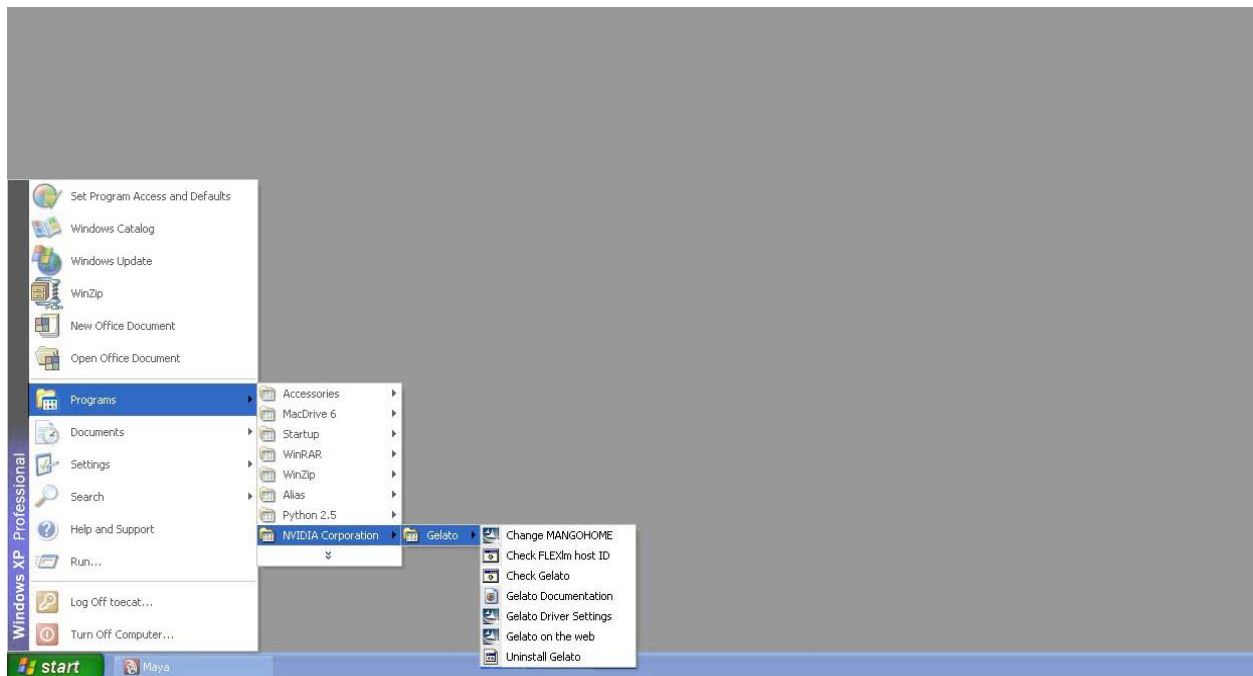 Set Program Access and Defaults
Windows Catalog
Windows Update
WinZip
New Office Document
Open Office Document
Programs
Documents
Settings
Search
Help and Support
Run...
Log Off toecat...
Turn Off Computer...
Windows XP Professional
Accessories
MacDrive 6
Startup
WinRAR
WinZip
Alias
Python 2.5
NVIDIA Corporation
Gelato
Change MANGOHOME
Check FLEXlm host ID
Check Gelato
Gelato Documentation
Gelato Driver Settings
Gelato on the web
Uninstall Gelato
start
Maya